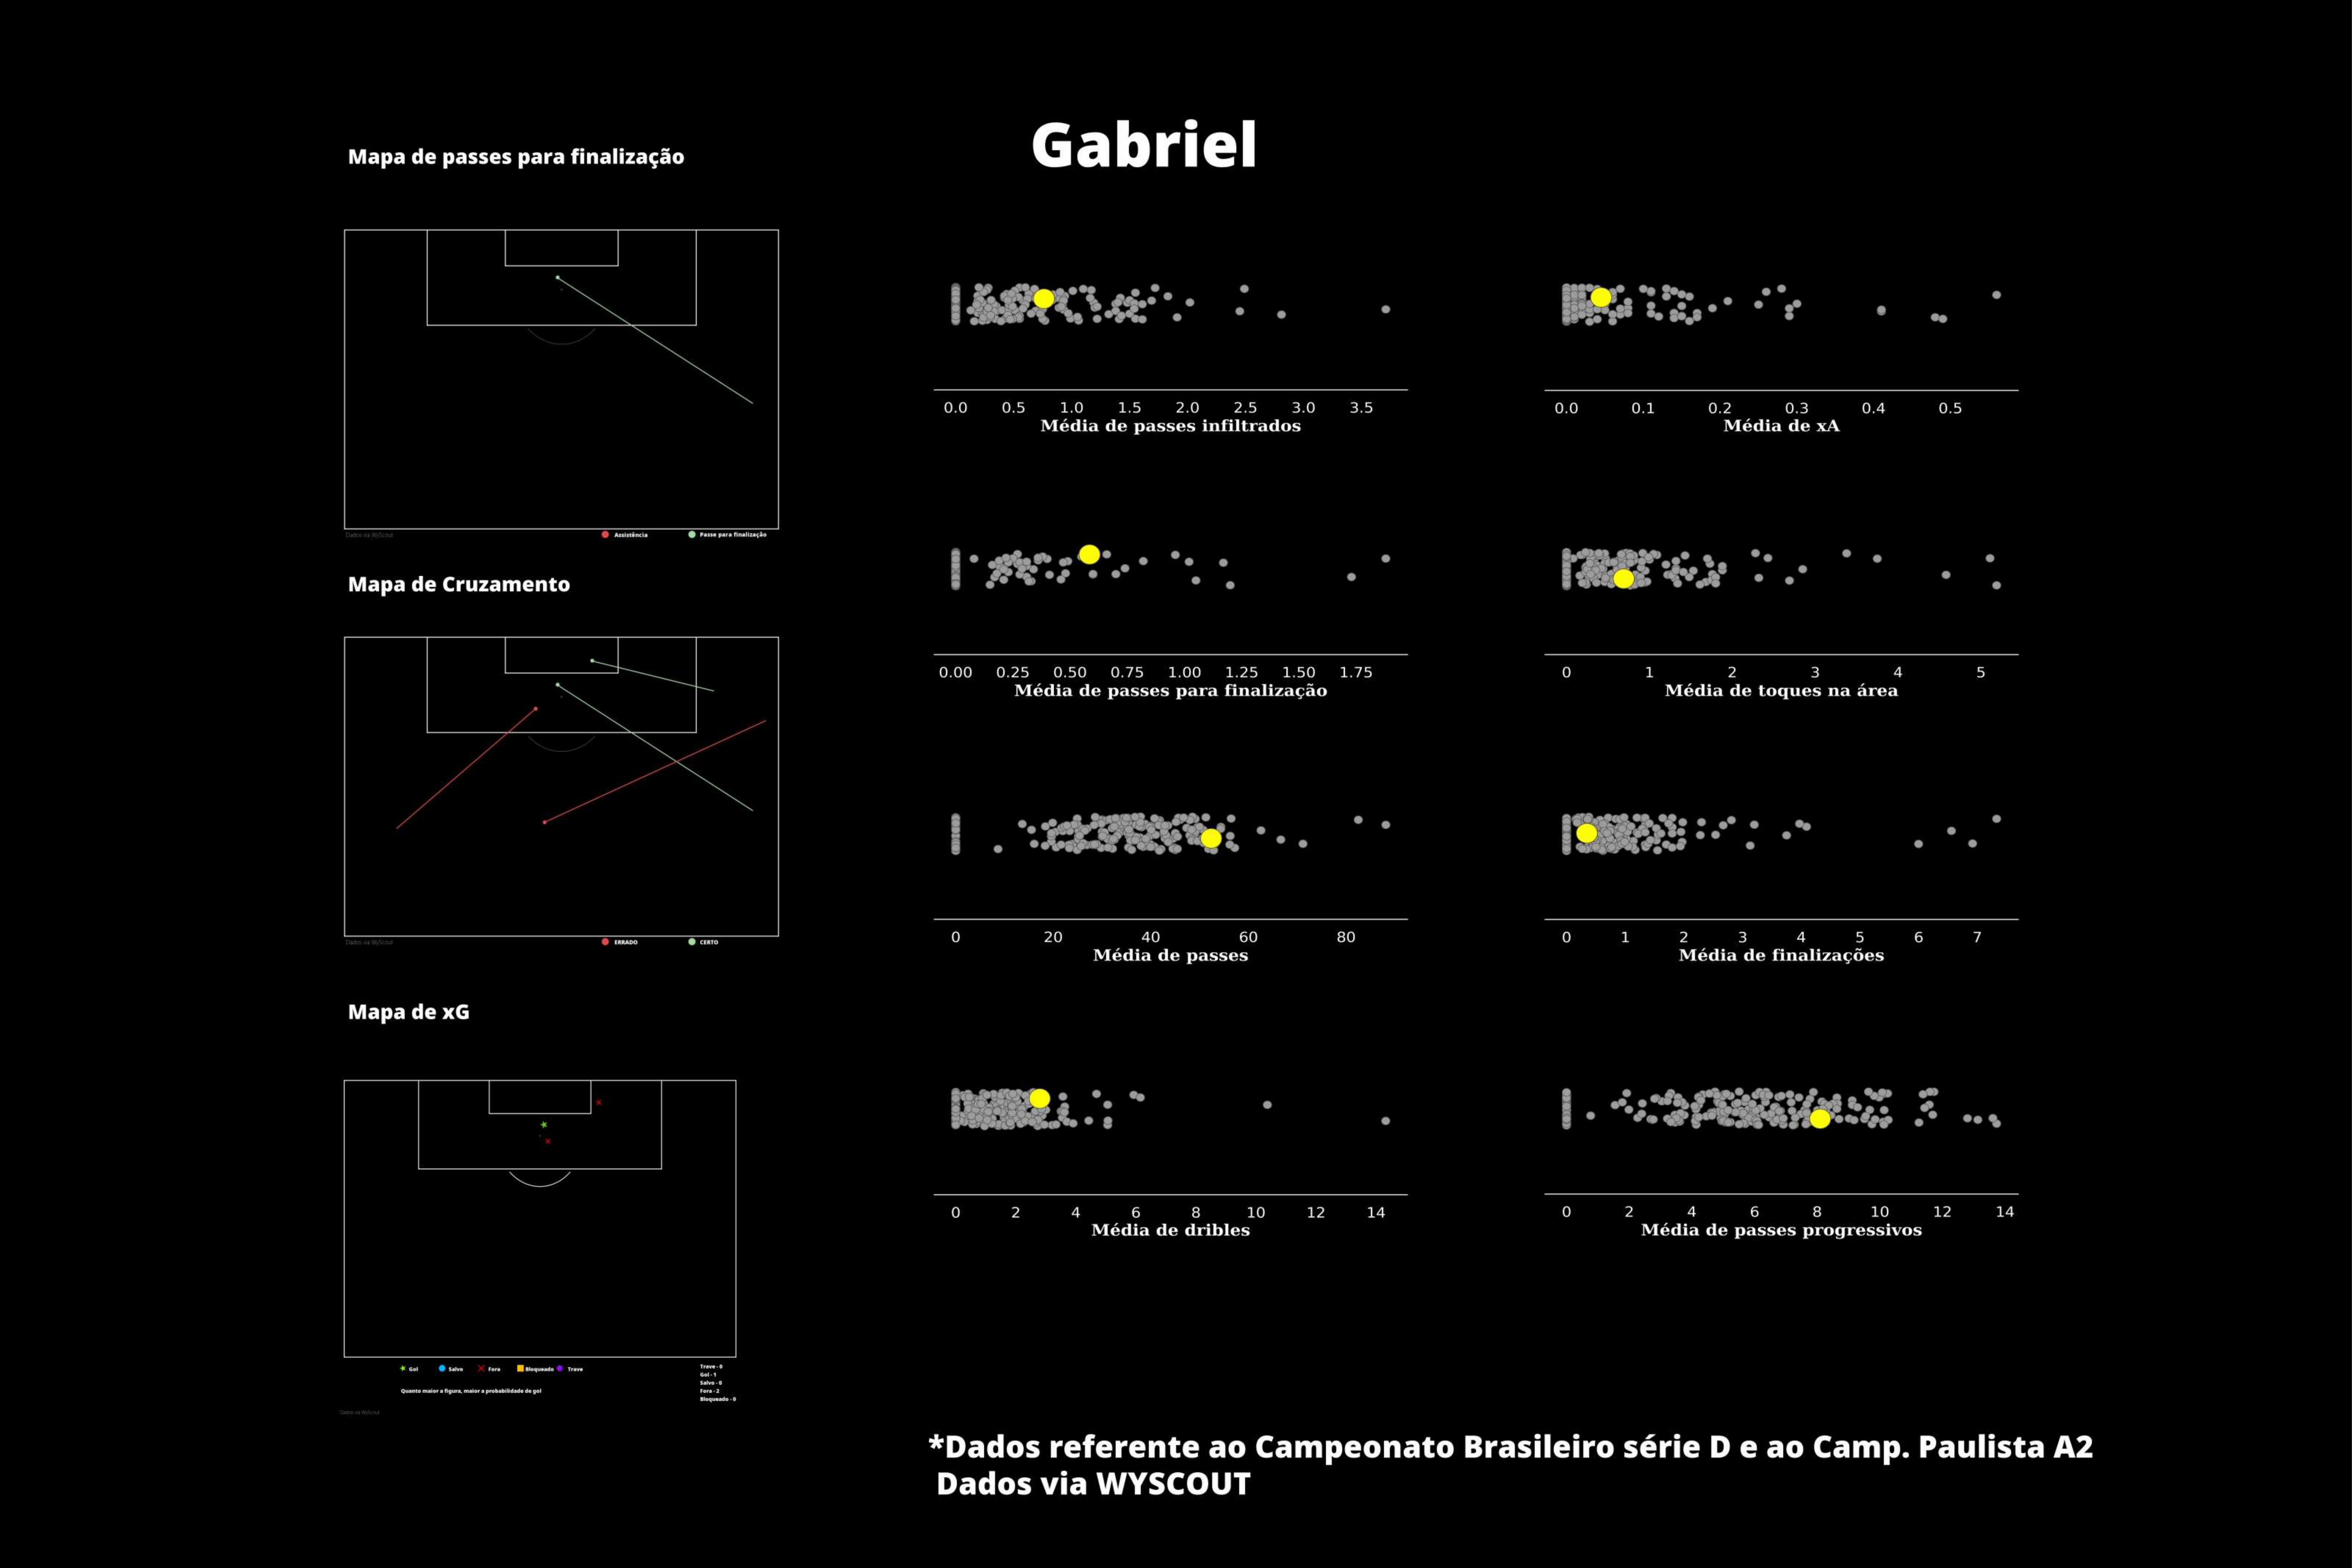 Gabriel
Mapa de passes para finalização
Dados via WyScout
Assistência
Passe para finalização
Mapa de Cruzamento
Dados via WyScout
ERRADO
CERTO
Mapa de xG
Gol
Salvo
Fora
Bloqueado
Trave
Quanto maior a figura, maior a probabilidade de gol
Trave - 0
Gol - 1
Salvo - 0
Fora - 2
Bloqueado - 0
Dados via WyScout
0.0 0.5 1.0 1.5 2.0 2.5 3.0 3.5
Média de passes infiltrados
0.0 0.1 0.2 0.3 0.4 0.5
Média de xA
0.00 0.25 0.50 0.75 1.00 1.25 1.50 1.75
Média de passes para finalização
0 1 2 3 4 5
Média de toques na área
0 20 40 60 80
Média de passes
0 1 2 3 4 5 6 7
Média de finalizações
0 2 4 6 8 10 12 14
Média de dribles
0 2 4 6 8 10 12 14
Média de passes progressivos
*Dados referente ao Campeonato Brasileiro série D e ao Camp. Paulista A2
Dados via WYSCOUT